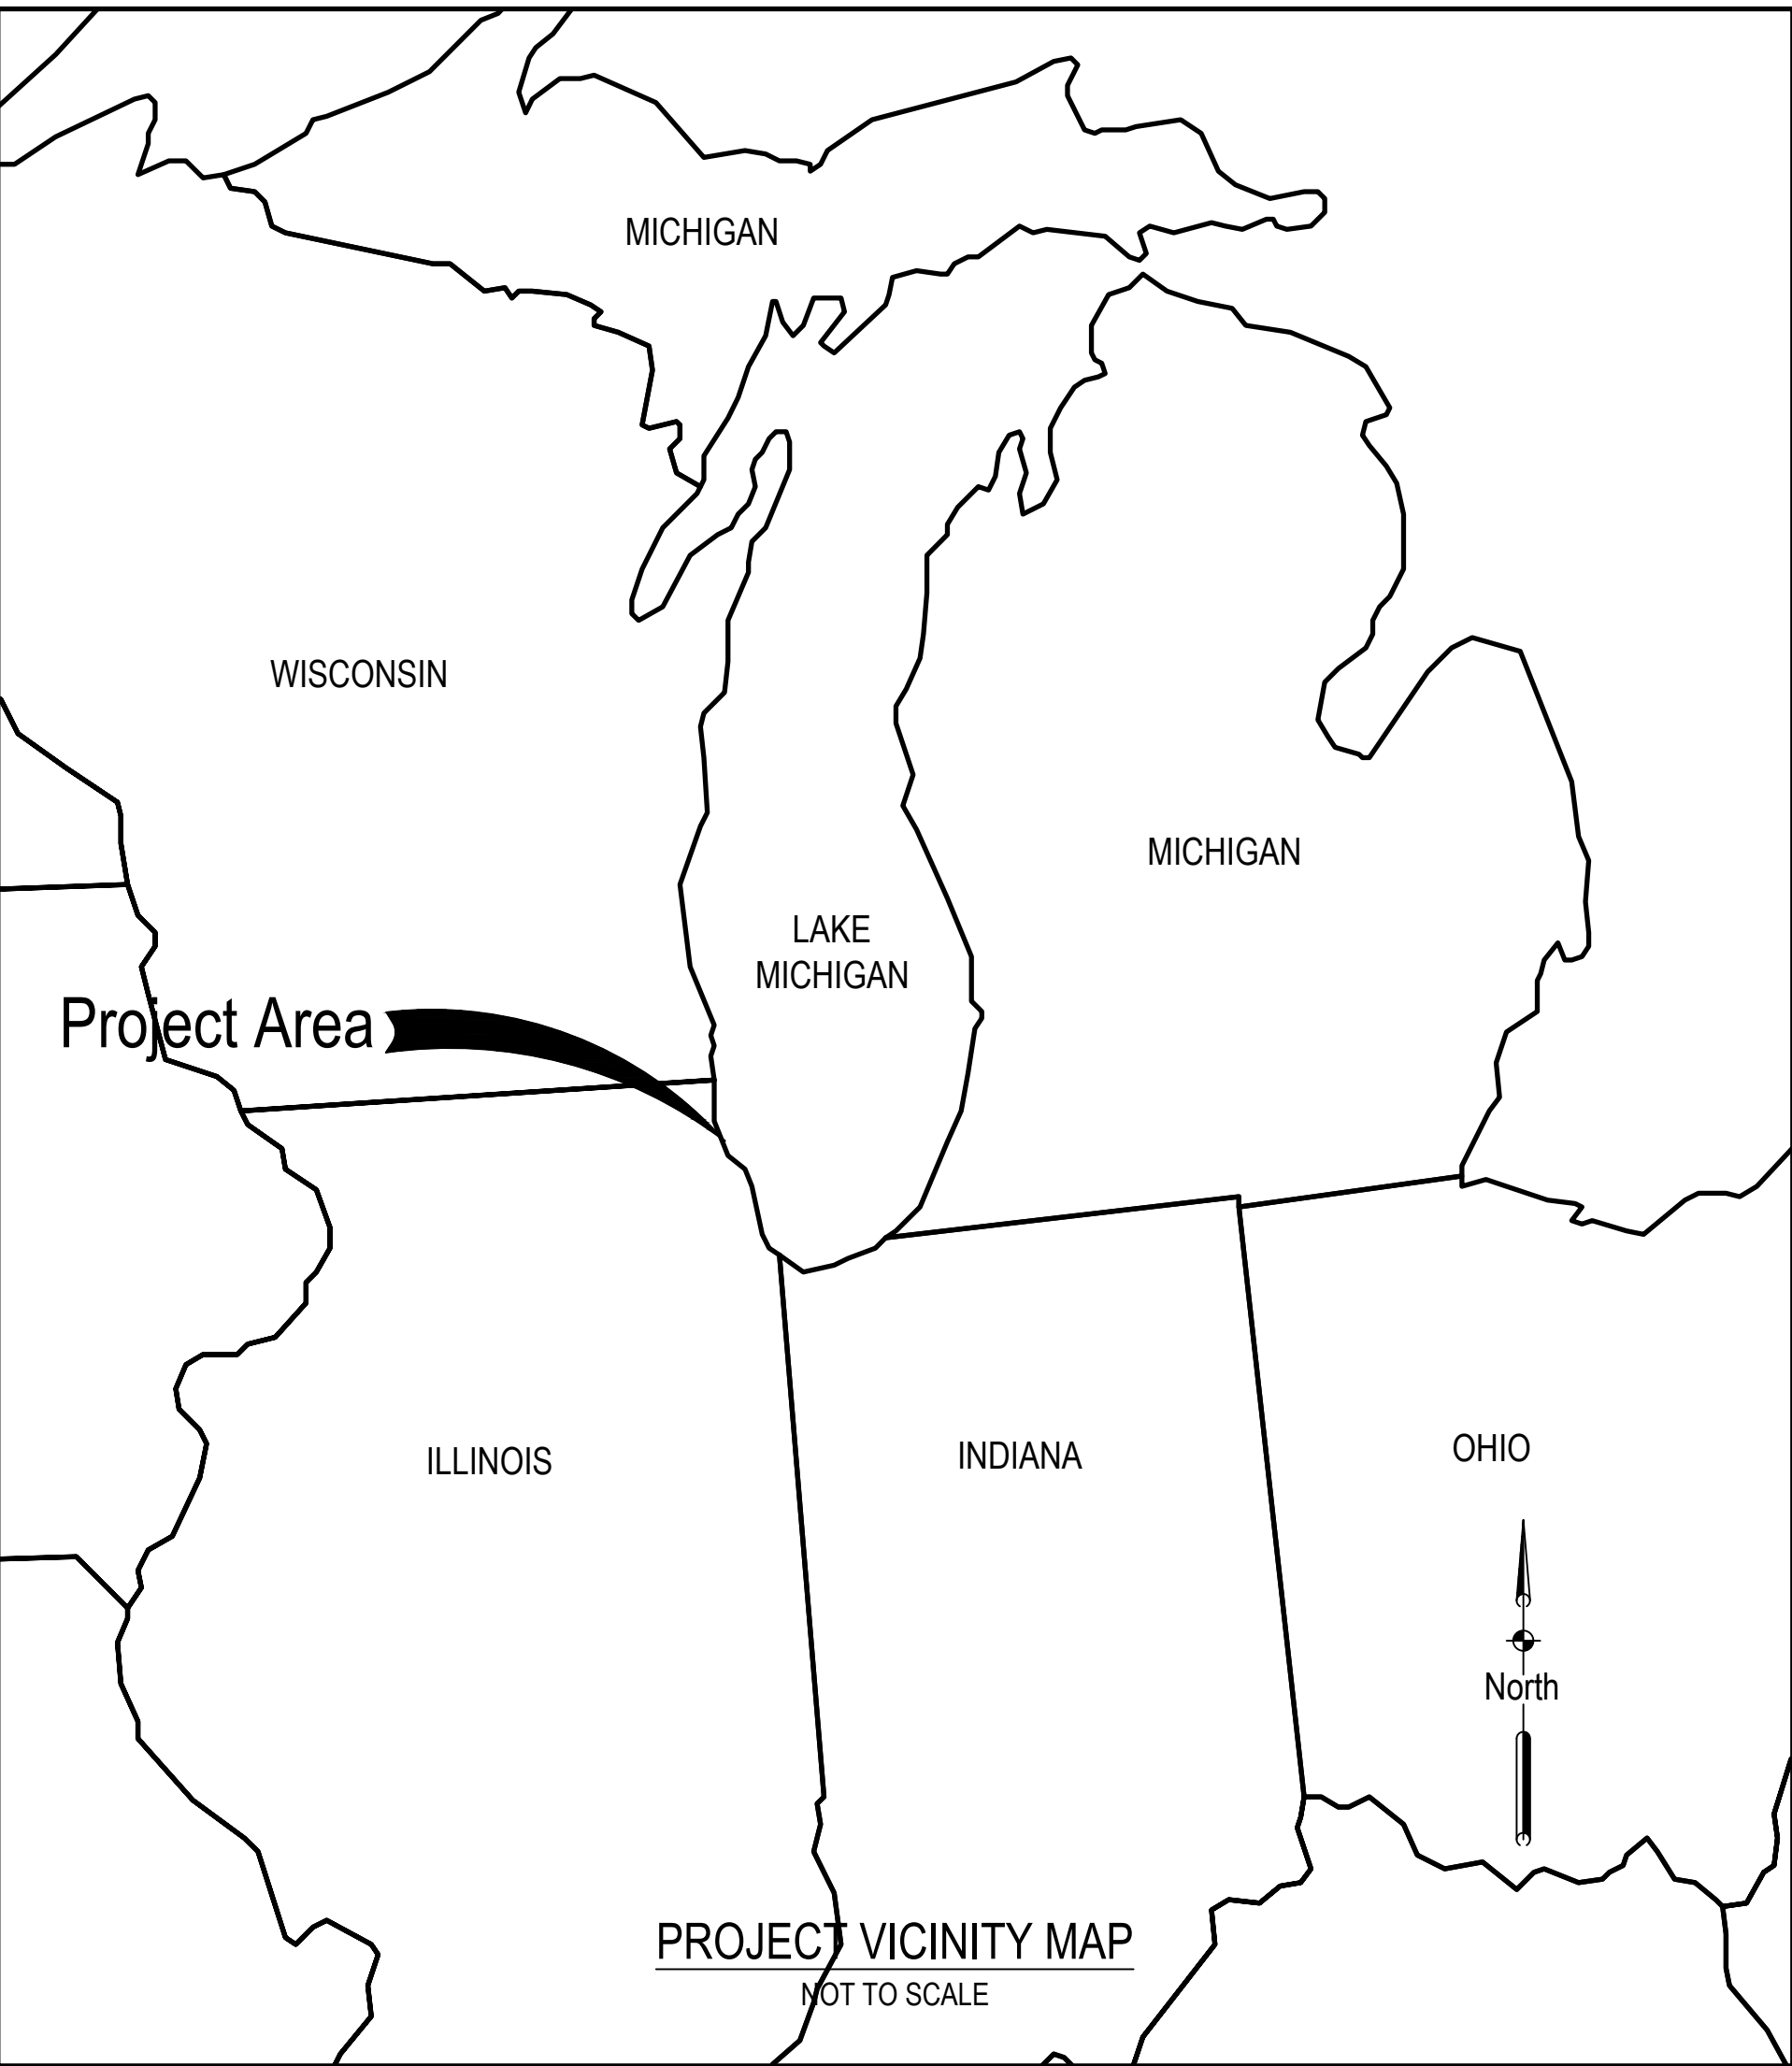 MICHIGAN
WISCONSIN
MICHIGAN
LAKE
MICHIGAN
Project Area
ILLINOIS
INDIANA
OHIO
North
PROJECT VICINITY MAP
NOT TO SCALE